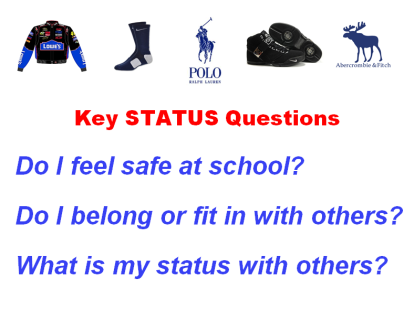 Lowe's
POLO
RALPH LAUREN
Abercrombie &Fitch
Key STATUS Questions
Do I feel safe at school?
Do I belong or fit in with others?
What is my status with others?